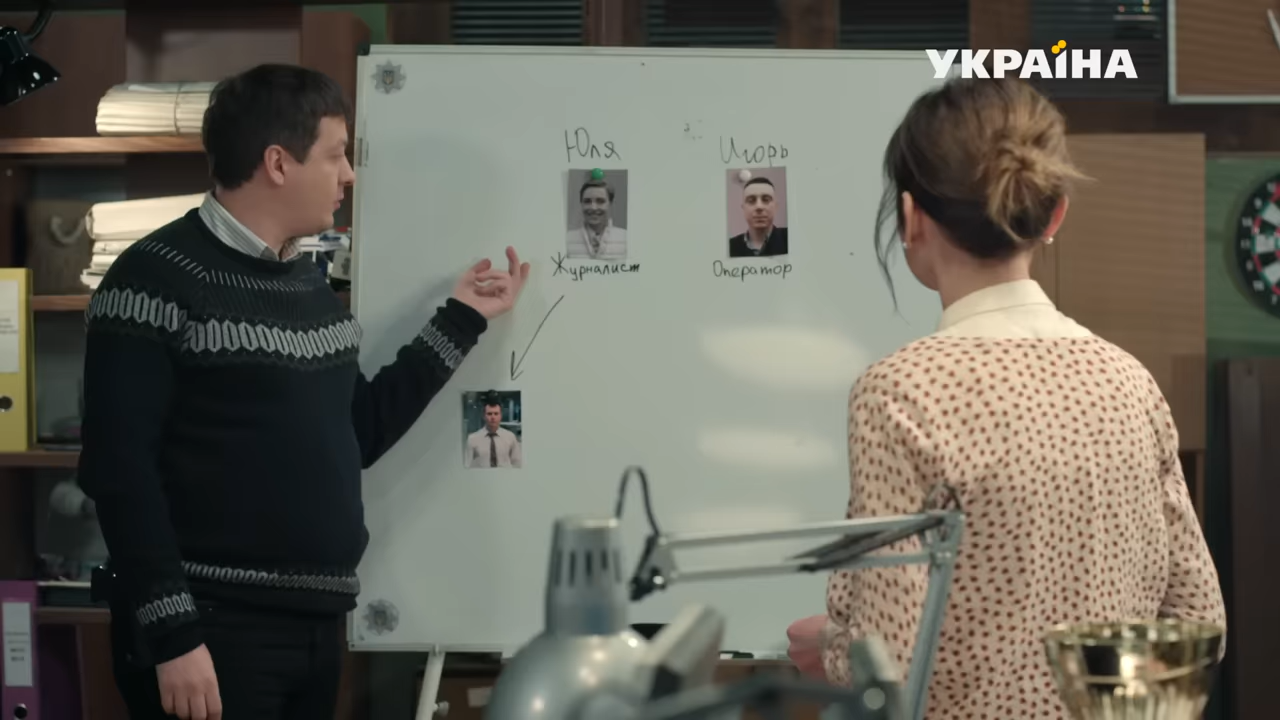 УКРАЇНА
Юля
Игорь
Журналист
Оператор